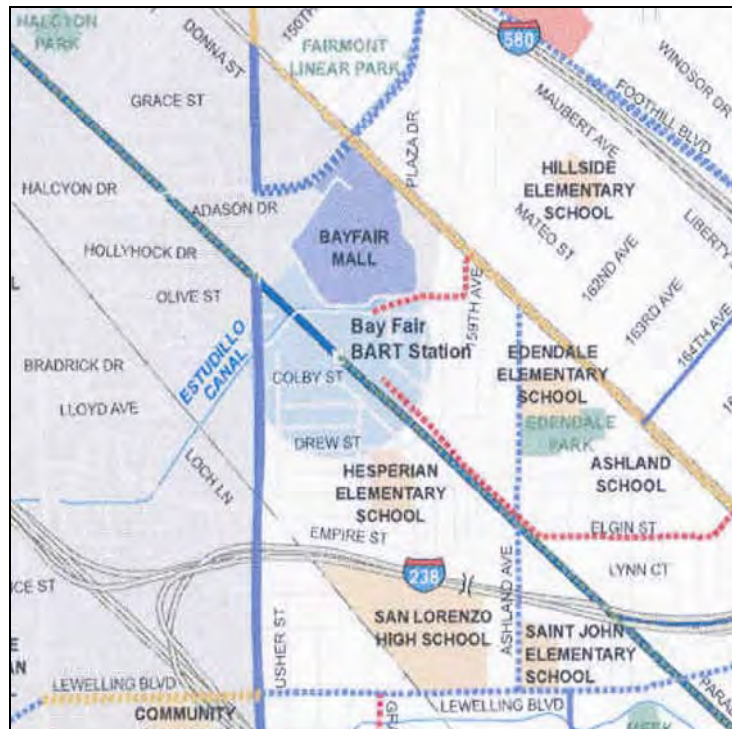 HALCYON
PARK
DONNA ST
150TH
FAIRMONT
LINEAR PARK
580
WINDSOR DR
FOOTHILL BLVD
GRACE ST
MAUBERT AVE
PLAZA DR
HILLSIDE
ELEMENTARY
SCHOOL
HALCYON DR
ADASON DR
MATEO ST
LIBERTY
BAYFAIR
MALL
HOLLYHOCK DR
162ND AVE
OLIVE ST
159TH AVE
163RD AVE
164TH AVE
Bay Fair
BART Station
ESTUDILLO
CANAL
EDENDALE
ELEMENTARY
SCHOOL
BRADRICK DR
COLBY ST
LLOYD AVE
EDENDALE
PARK
DREW ST
LOCH LN
HESPERIAN
ELEMENTARY
SCHOOL
ASHLAND
SCHOOL
EMPIRE ST
ELGIN ST
238
LYNN CT
ICE ST
ASHLAND AVE
SAN LORENZO
HIGH SCHOOL
USHER ST
SAINT JOHN
ELEMENTARY
SCHOOL
LEWELLING BLVD
LEWELLING BLVD
COMMUNITY